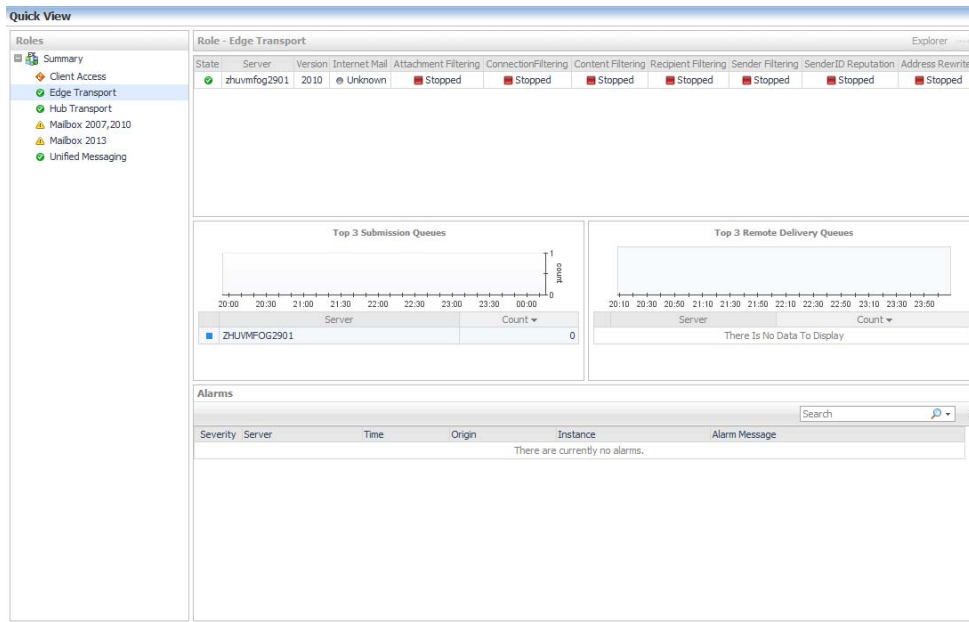 Quick View
Roles
Summary
Client Access
Edge Transport
Hub Transport
Mailbox 2007,2010
Mailbox 2013
Unified Messaging
Role - Edge Transport Explorer
State Server Version Internet Mail Attachment Filtering ConnectionFiltering Content Filtering Recipient Filtering Sender Filtering SenderID Reputation Address Rewrite
zhuvmfog2901 2010 Unknown Stopped Stopped Stopped Stopped Stopped Stopped Stopped
Top 3 Submission Queues
1
count
0
20:00 20:30 21:00 21:30 22:00 22:30 23:00 23:30 00:00
Server Count
ZHUVMFOG2901 0
Top 3 Remote Delivery Queues
20:10 20:30 20:50 21:10 21:30 21:50 22:10 22:30 22:50 23:10 23:30 23:50
Server Count
There Is No Data To Display
Alarms
Search
Severity Server Time Origin Instance Alarm Message
There are currently no alarms.